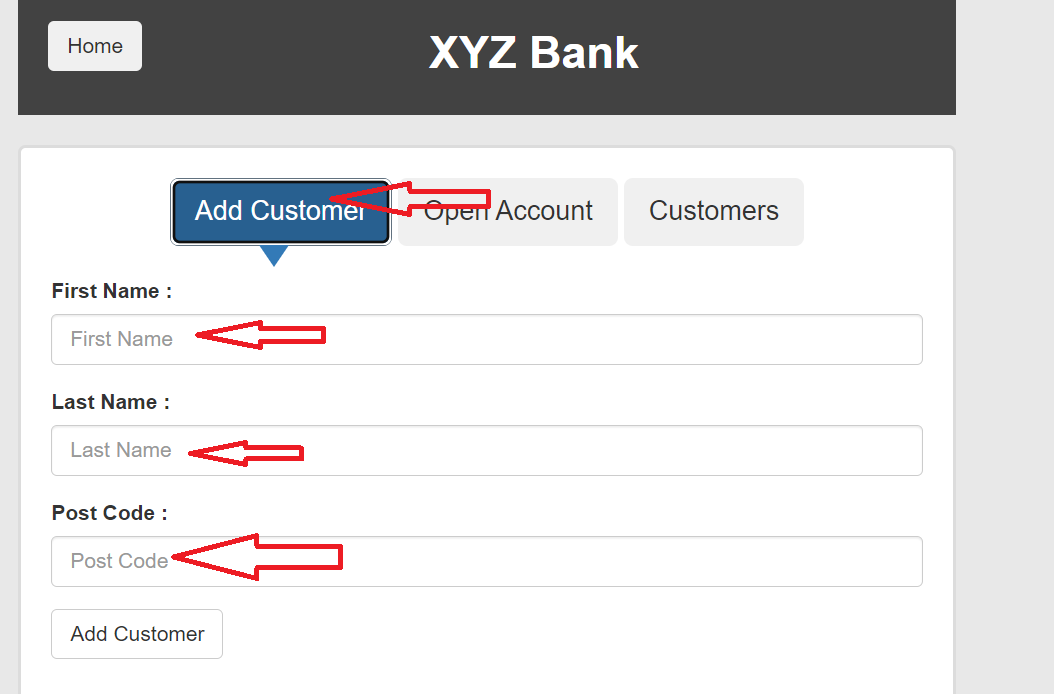 Home
XYZ Bank
Add Customer Open Account Customers
First Name :
First Name
Last Name :
Last Name
Post Code :
Post Code
Add Customer